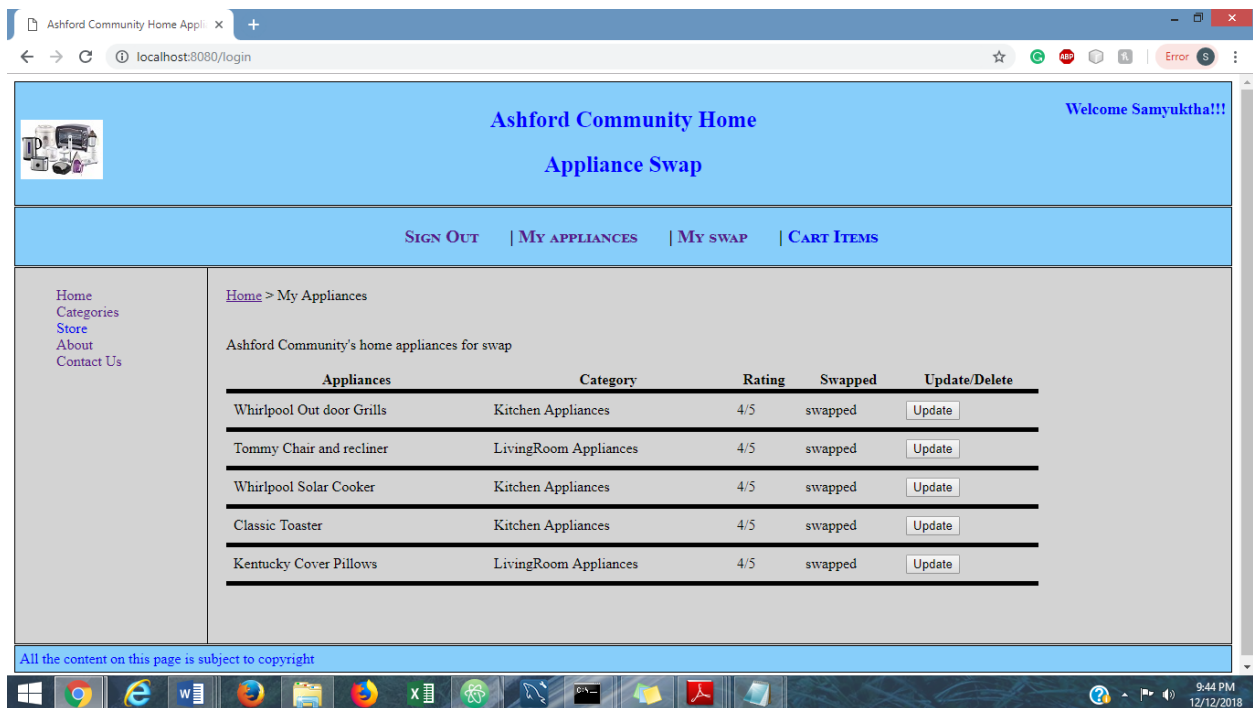 Ashford Community Home Appli
localhost:8080/login
ABP
Error S
Ashford Community Home
Appliance Swap
Welcome Samyuktha!!!
SIGN OUT | MY APPLIANCES | MY SWAP | CART ITEMS
Home
Categories
Store
About
Contact Us
Home > My Appliances
Ashford Community's home appliances for swap
Appliances Category Rating Swapped Update/Delete
Whirlpool Out door Grills Kitchen Appliances 4/5 swapped Update
Tommy Chair and recliner LivingRoom Appliances 4/5 swapped Update
Whirlpool Solar Cooker Kitchen Appliances 4/5 swapped Update
Classic Toaster Kitchen Appliances 4/5 swapped Update
Kentucky Cover Pillows LivingRoom Appliances 4/5 swapped Update
All the content on this page is subject to copyright
9:44 PM
12/12/2018